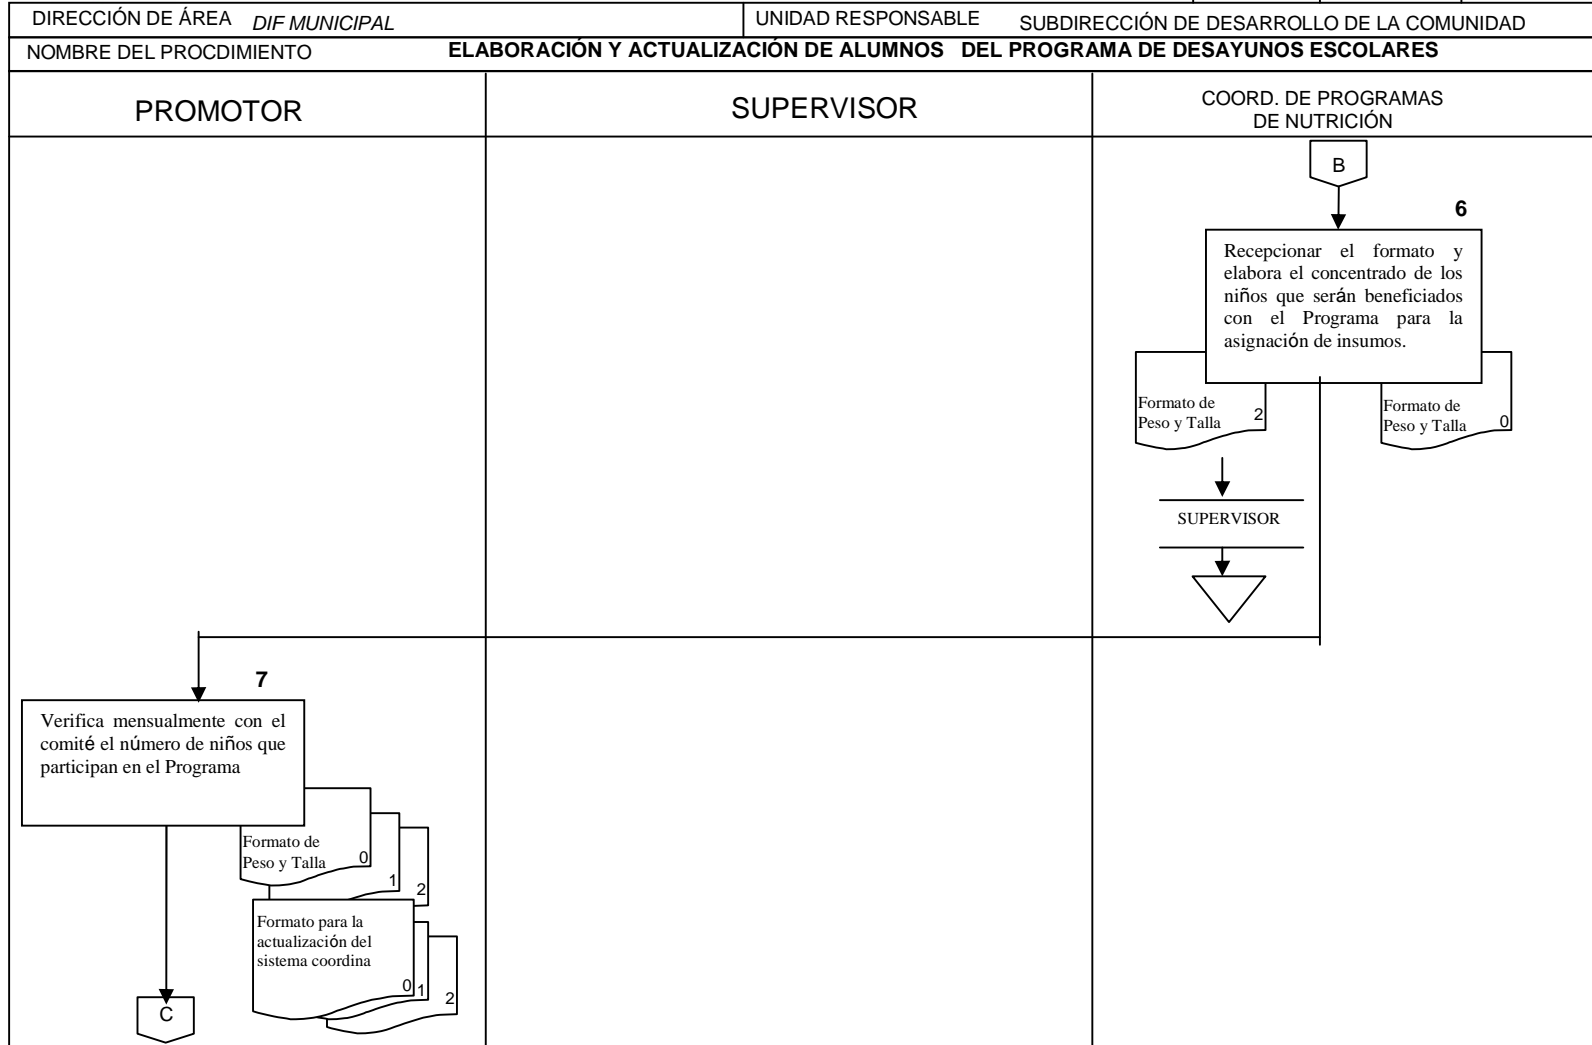 DIRECCIÓN DE ÁREA DIF MUNICIPAL UNIDAD RESPONSABLE SUBDIRECCIÓN DE DESARROLLO DE LA COMUNIDAD
NOMBRE DEL PROCDIMIENTO ELABORACIÓN Y ACTUALIZACIÓN DE ALUMNOS DEL PROGRAMA DE DESAYUNOS ESCOLARES
PROMOTOR
SUPERVISOR
COORD. DE PROGRAMAS
DE NUTRICIÓN
B
6
Recepcionar el formato y
elabora el concentrado de los
niños que serán beneficiados
con el Programa para la
asignación de insumos.
Formato de
Peso y Talla 2
Formato de
Peso y Talla 0
SUPERVISOR
7
Verifica mensualmente con el
comité el número de niños que
participan en el Programa
Formato de
Peso y Talla 0
1
2
Formato para la
actualización del
sistema coordina
0
1
2
C